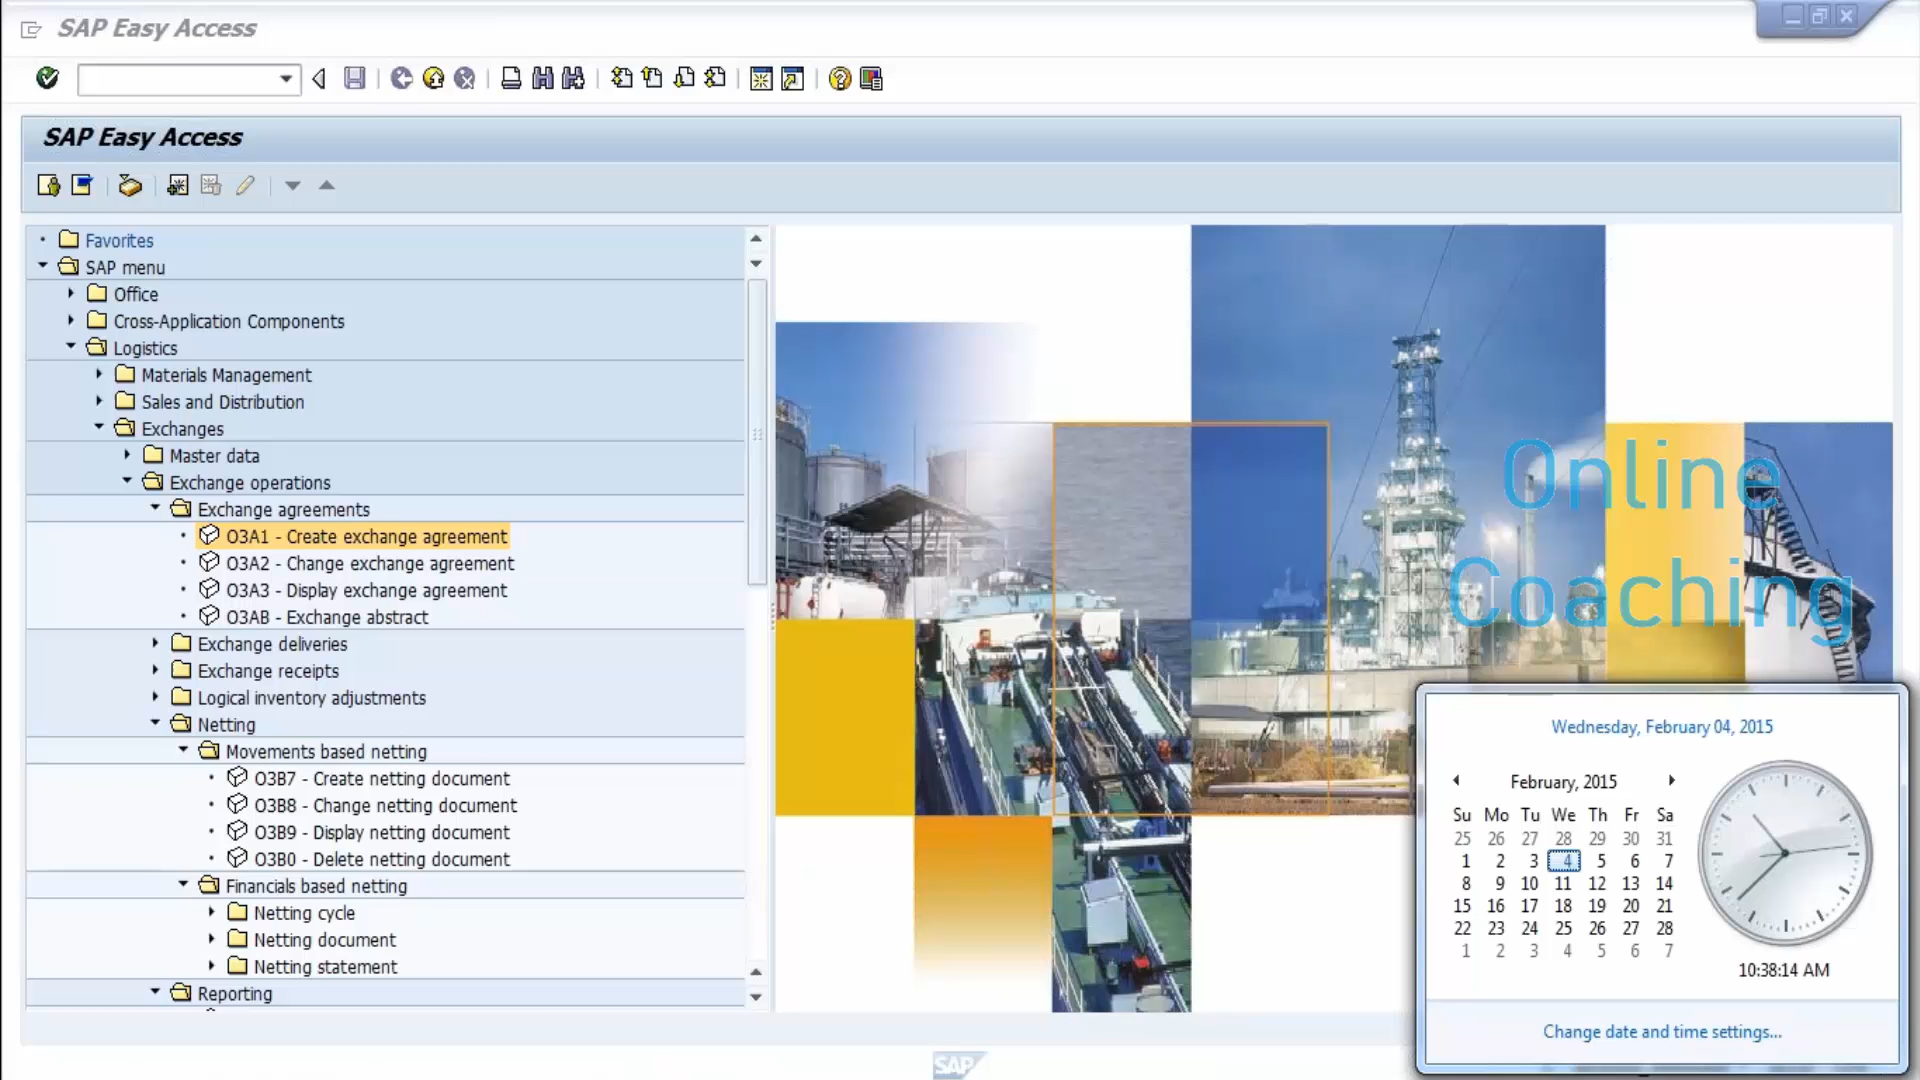 SAP Easy Access
SAP Easy Access
Favorites
SAP menu
Office
Cross-Application Components
Logistics
Materials Management
Sales and Distribution
Exchanges
Master data
Exchange operations
Exchange agreements
O3A1 - Create exchange agreement
O3A2 - Change exchange agreement
O3A3 - Display exchange agreement
O3AB - Exchange abstract
Exchange deliveries
Exchange receipts
Logical inventory adjustments
Netting
Movements based netting
O3B7 - Create netting document
O3B8 - Change netting document
O3B9 - Display netting document
O3B0 - Delete netting document
Financials based netting
Netting cycle
Netting document
Netting statement
Reporting
Online
Coaching
Wednesday, February 04, 2015
February, 2015
Su Mo Tu We Th Fr Sa
25 26 27 28 29 30 31
1 2 3 4 5 6 7
8 9 10 11 12 13 14
15 16 17 18 19 20 21
22 23 24 25 26 27 28
1 2 3 4 5 6 7
10:38:14 AM
Change date and time settings...
SAP